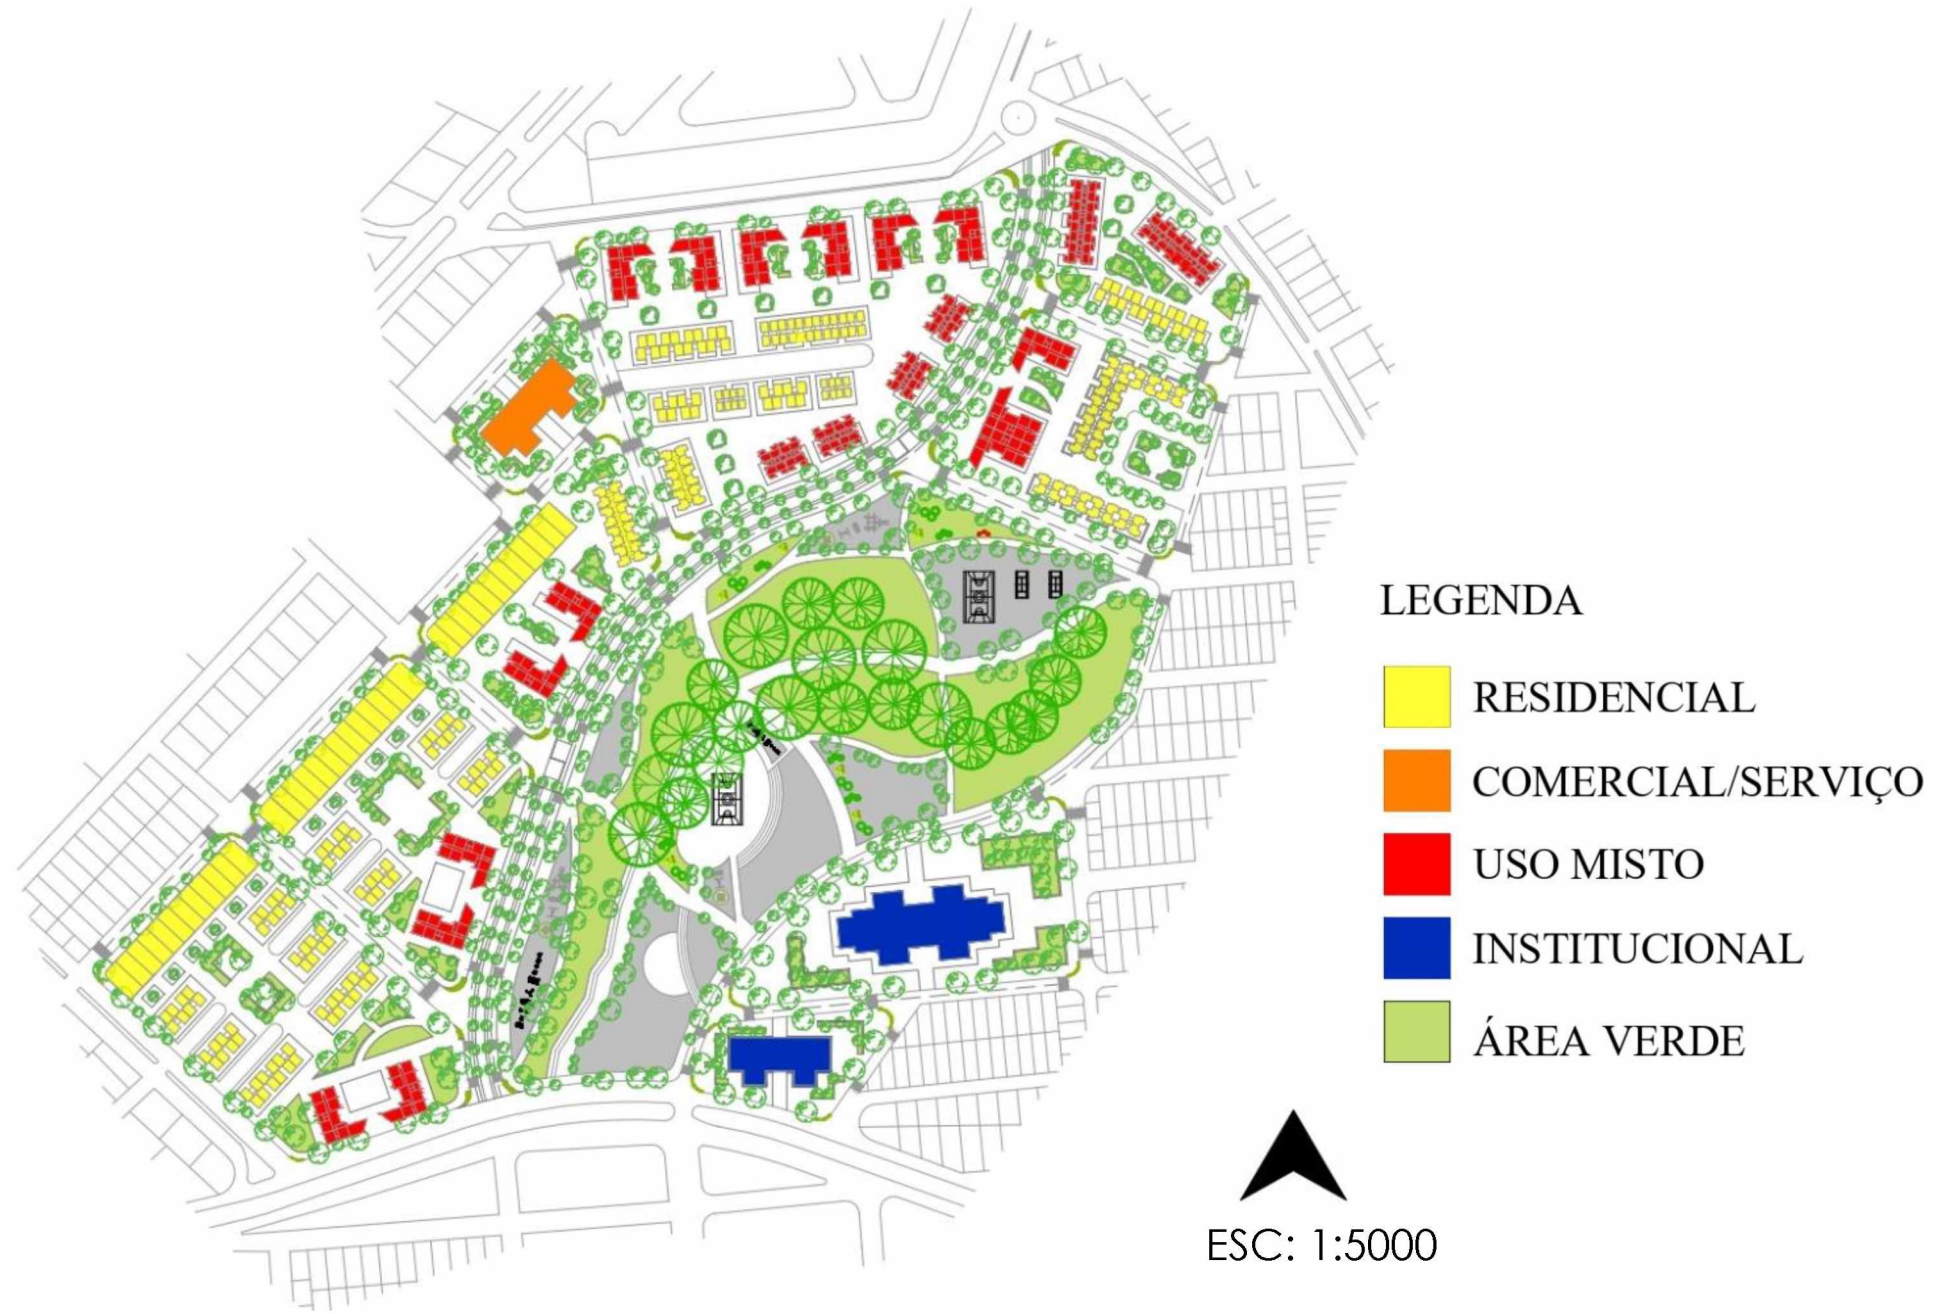 LEGENDA
RESIDENCIAL
COMERCIAL/SERVIÇO
USO MISTO
INSTITUCIONAL
ÁREA VERDE
ESC: 1:5000